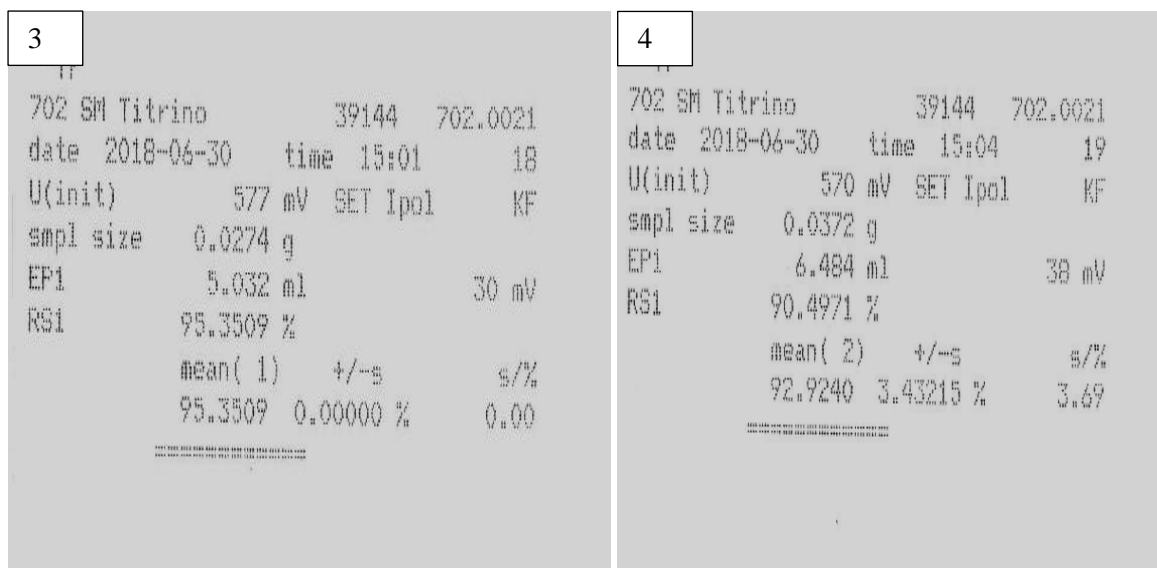 3
702 SM Titrino 39144 702.0021
date 2018-06-30 time 15:01 18
U(init) 577 mV SET Ipol KF
smpl size 0.0274 g
EP1 5.032 ml 30 mV
RS1 95.3509 %
mean( 1) +/-s s/%
95.3509 0.00000 % 0.00
4
702 SM Titrino 39144 702.0021
date 2018-06-30 time 15:04 19
U(init) 570 mV SET Ipol KF
smpl size 0.0372 g
EP1 6.484 ml 38 mV
RS1 90.4971 %
mean( 2) +/-s s/%
92.9240 3.43215 % 3.69